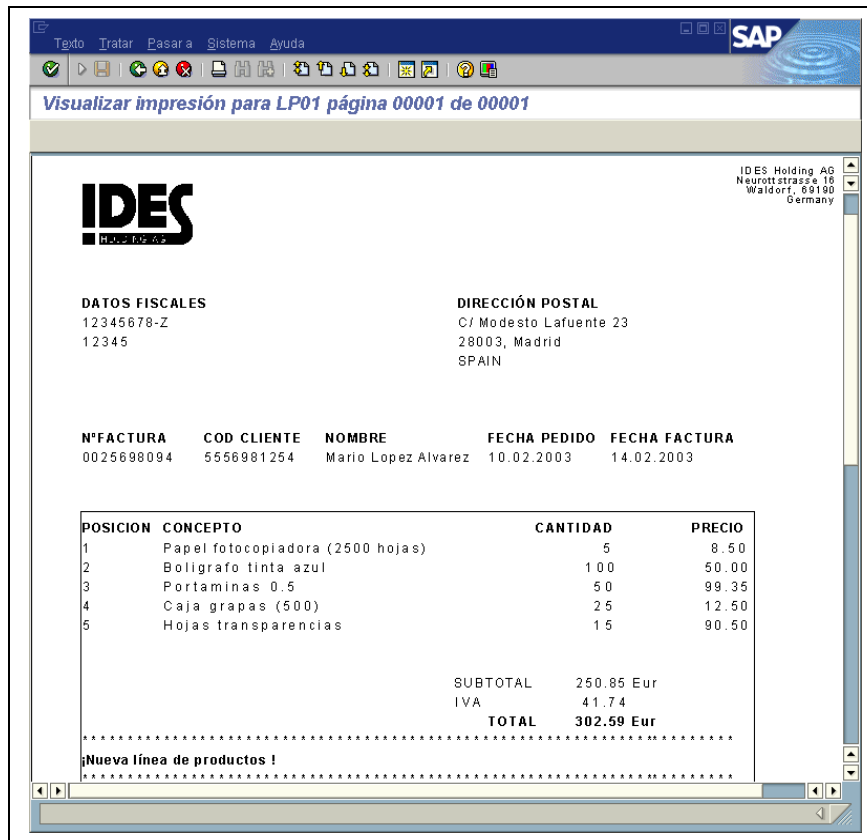 Texto Tratar Pasar a Sistema Ayuda
SAP
Visualizar impresión para LP01 página 00001 de 00001
IDES Holding AG
Neurottstrasse 16
Waldorf, 69190
Germany
IDES
HOLDING AG
DATOS FISCALES
12345678-Z
12345
DIRECCIÓN POSTAL
C/ Modesto Lafuente 23
28003, Madrid
SPAIN
NºFACTURA COD CLIENTE NOMBRE FECHA PEDIDO FECHA FACTURA
0025698094 5556981254 Mario Lopez Alvarez 10.02.2003 14.02.2003
POSICION CONCEPTO CANTIDAD PRECIO
1 Papel fotocopiadora (2500 hojas) 5 8.50
2 Boligrafo tinta azul 100 50.00
3 Portaminas 0.5 50 99.35
4 Caja grapas (500) 25 12.50
5 Hojas transparencias 15 90.50
SUBTOTAL 250.85 Eur
IVA 41.74
TOTAL 302.59 Eur
¡Nueva línea de productos !